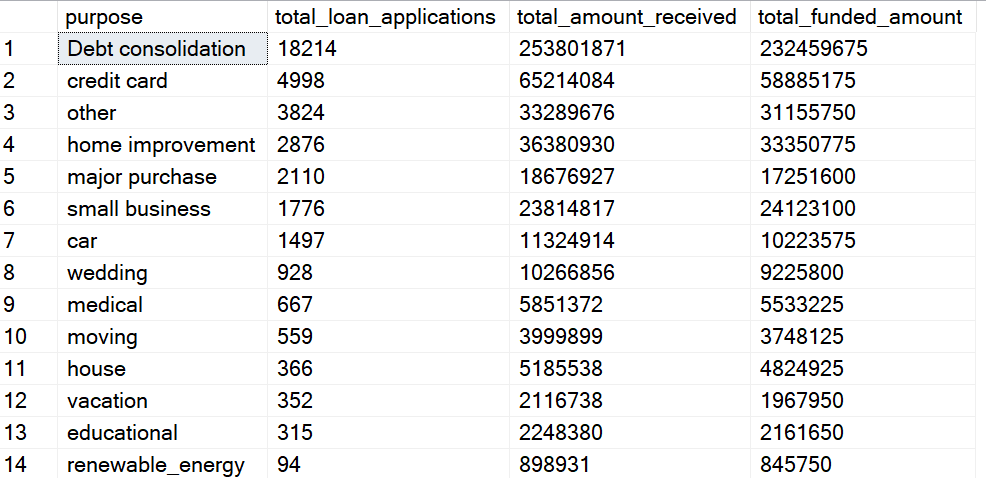 purpose total_loan_applications total_amount_received total_funded_amount
1 Debt consolidation 18214 253801871 232459675
2 credit card 4998 65214084 58885175
3 other 3824 33289676 31155750
4 home improvement 2876 36380930 33350775
5 major purchase 2110 18676927 17251600
6 small business 1776 23814817 24123100
7 car 1497 11324914 10223575
8 wedding 928 10266856 9225800
9 medical 667 5851372 5533225
10 moving 559 3999899 3748125
11 house 366 5185538 4824925
12 vacation 352 2116738 1967950
13 educational 315 2248380 2161650
14 renewable_energy 94 898931 845750